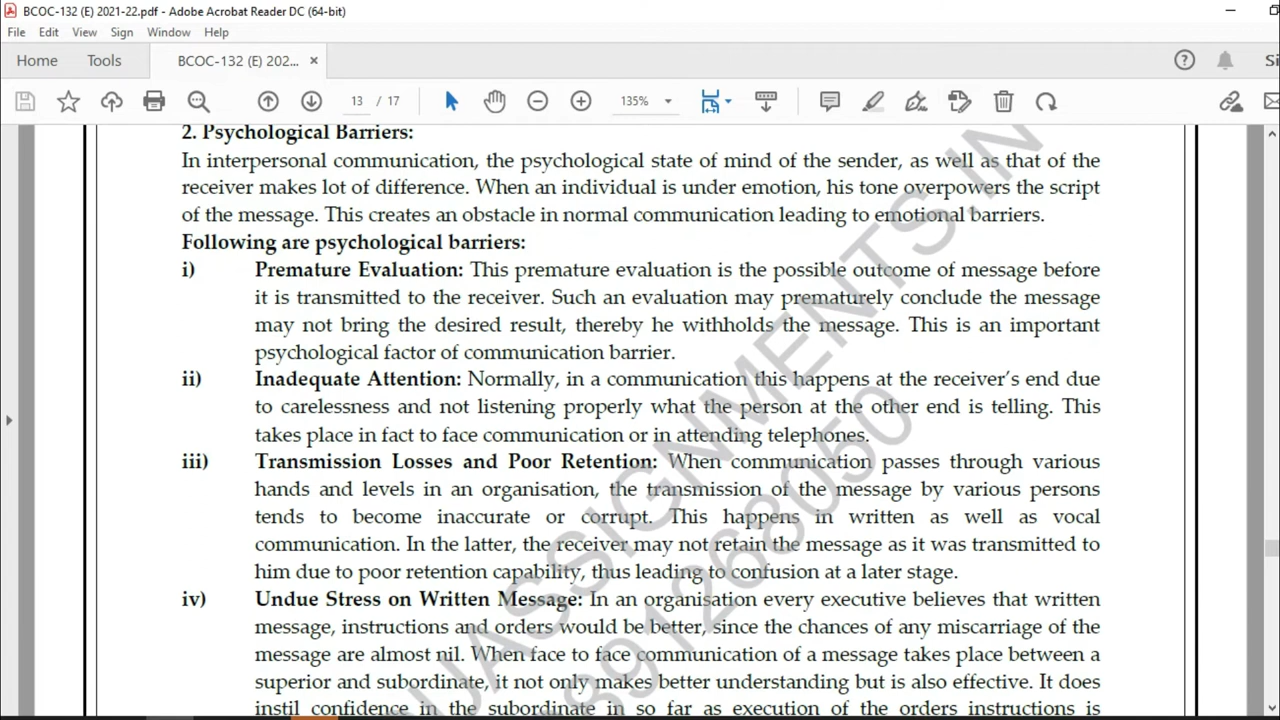 BCOC-132 (E) 2021-22.pdf - Adobe Acrobat Reader DC (64-bit)
File Edit View Sign Window Help
Home Tools BCOC-132 (E) 202... ×
13 / 17 135%
2. Psychological Barriers:
In interpersonal communication, the psychological state of mind of the sender, as well as that of the
receiver makes lot of difference. When an individual is under emotion, his tone overpowers the script
of the message. This creates an obstacle in normal communication leading to emotional barriers.
Following are psychological barriers:
i) Premature Evaluation: This premature evaluation is the possible outcome of message before
it is transmitted to the receiver. Such an evaluation may prematurely conclude the message
may not bring the desired result, thereby he withholds the message. This is an important
psychological factor of communication barrier.
ii) Inadequate Attention: Normally, in a communication this happens at the receiver's end due
to carelessness and not listening properly what the person at the other end is telling. This
takes place in fact to face communication or in attending telephones.
iii) Transmission Losses and Poor Retention: When communication passes through various
hands and levels in an organisation, the transmission of the message by various persons
tends to become inaccurate or corrupt. This happens in written as well as vocal
communication. In the latter, the receiver may not retain the message as it was transmitted to
him due to poor retention capability, thus leading to confusion at a later stage.
iv) Undue Stress on Written Message: In an organisation every executive believes that written
message, instructions and orders would be better, since the chances of any miscarriage of the
message are almost nil. When face to face communication of a message takes place between a
superior and subordinate, it not only makes better understanding but is also effective. It does
instil confidence in the subordinate in so far as execution of the orders instructions is
UASSIGNMENTS.IN